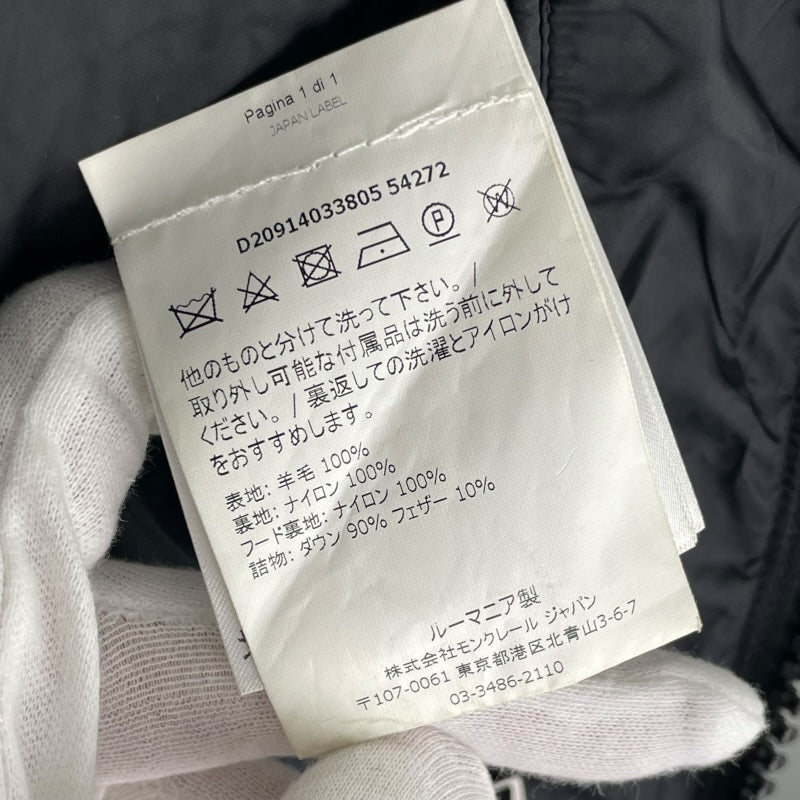 Pagina 1 di 1
JAPAN LABEL
D20914033805 54272
P W
他のものと分けて洗って下さい。/
取り外し可能な付属品は洗う前に外して
ください。/ 裏返しての洗濯とアイロンがけ
をおすすめします。
表地: 羊毛 100%
裏地: ナイロン 100%
フード裏地: ナイロン 100%
詰物: ダウン 90% フェザー 10%
ルーマニア製
株式会社モンクレール ジャパン
〒107-0061 東京都港区北青山3-6-7
03-3486-2110